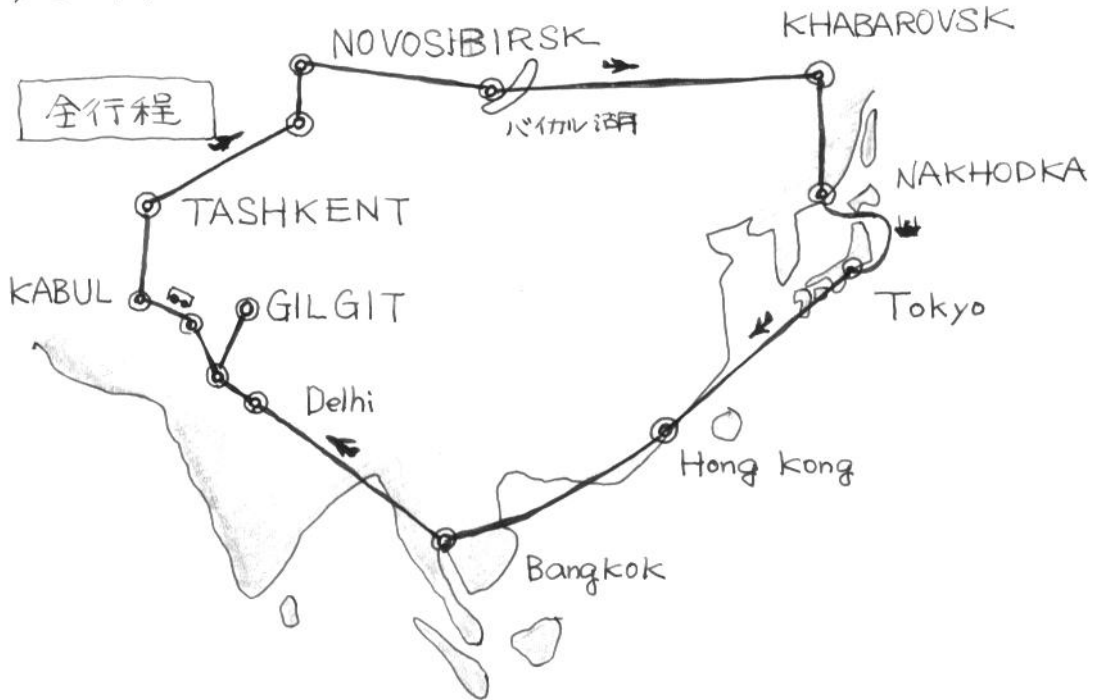 NOVOSIBIRSK
KHABAROVSK
全行程
バイカル湖
NAKHODKA
TASHKENT
KABUL
GILGIT
Tokyo
Delhi
Hong Kong
Bangkok